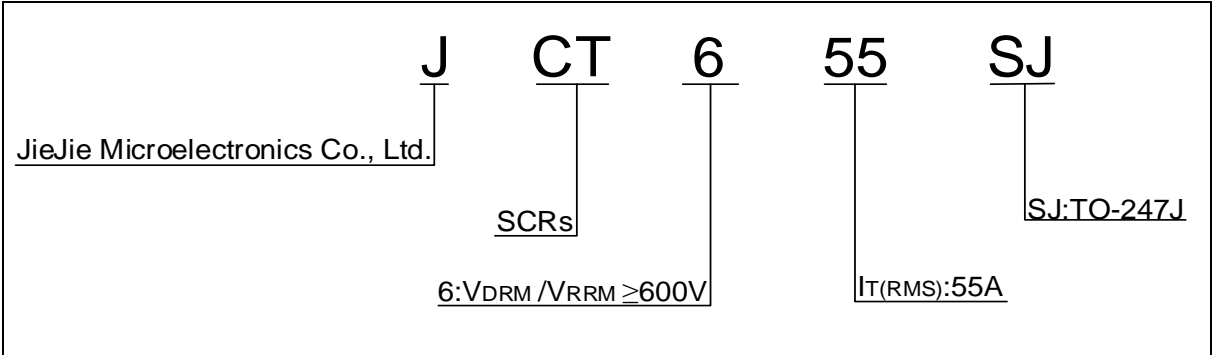 J CT 6 55 SJ
JieJie Microelectronics Co., Ltd.
SCRs
SJ:TO-247J
6:VDRM /VRRM ≥600V
IT(RMS):55A